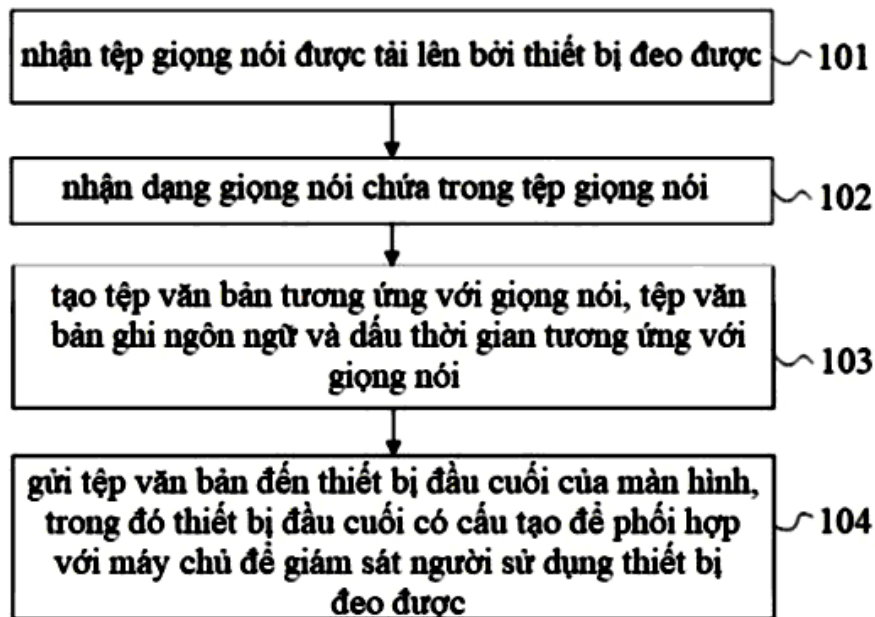 nhận tệp giọng nói được tải lên bởi thiết bị đeo được 101
nhận dạng giọng nói chứa trong tệp giọng nói 102
tạo tệp văn bản tương ứng với giọng nói, tệp văn
bản ghi ngôn ngữ và dấu thời gian tương ứng với
giọng nói
103
gửi tệp văn bản đến thiết bị đầu cuối của màn hình,
trong đó thiết bị đầu cuối có cấu tạo để phối hợp
với máy chủ để giám sát người sử dụng thiết bị
đeo được
104